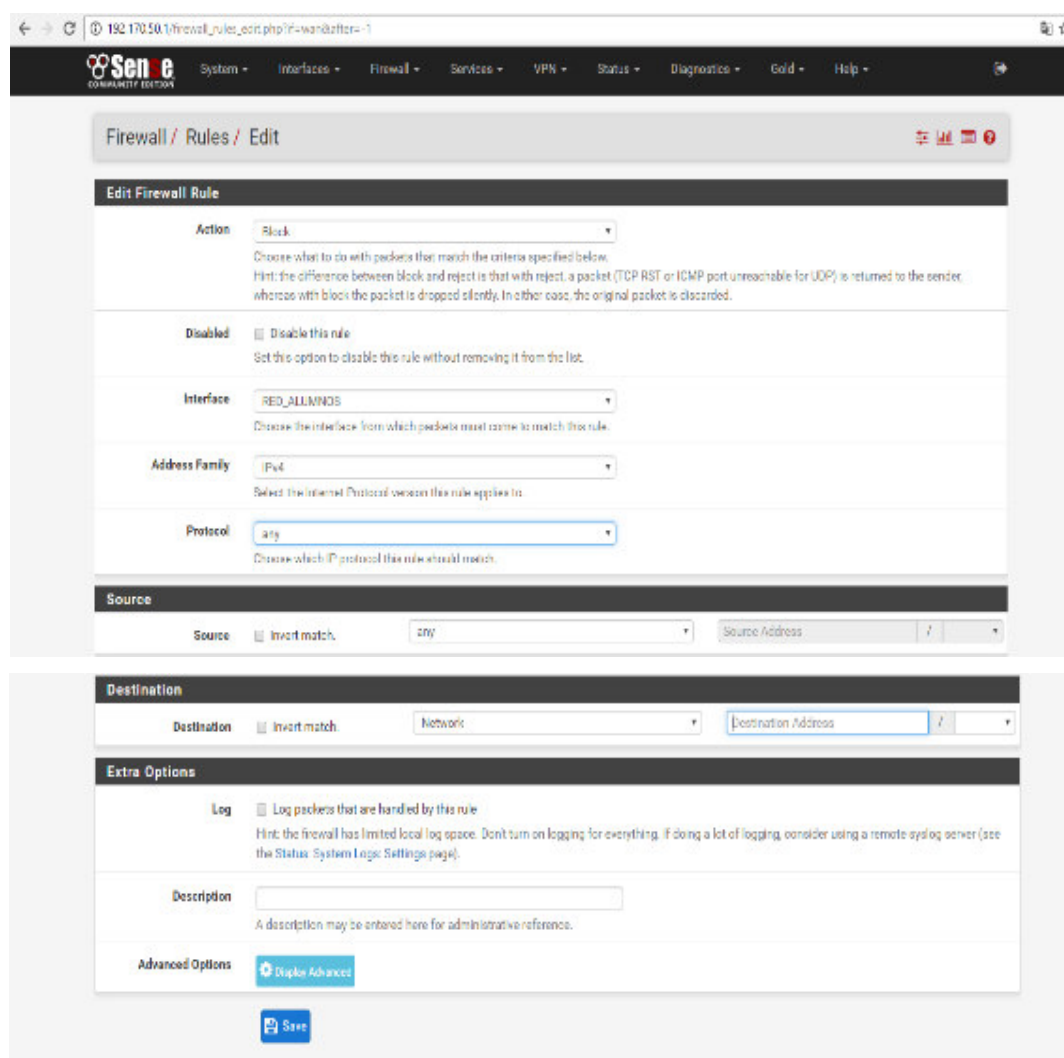 192.170.50.1/firewall_rules_edit.php?if=wan&after=-1
Sense
COMMUNITY EDITION
System
Interfaces
Firewall
Services
VPN
Status
Diagnostics
Gold
Help
Firewall / Rules / Edit
Edit Firewall Rule
Action
Block
Choose what to do with packets that match the criteria specified below.
Hint: the difference between block and reject is that with reject, a packet (TCP RST or ICMP port unreachable for UDP) is returned to the sender,
whereas with block the packet is dropped silently. In either case, the original packet is discarded.
Disabled
Disable this rule
Set this option to disable this rule without removing it from the list.
Interface
RED_ALUMNOS
Choose the interface from which packets must come to match this rule.
Address Family
IPv4
Select the Internet Protocol version this rule applies to.
Protocol
any
Choose which IP protocol this rule should match.
Source
Source
Invert match.
any
Source Address
/
Destination
Destination
Invert match.
Network
Destination Address
/
Extra Options
Log
Log packets that are handled by this rule
Hint: the firewall has limited local log space. Don't turn on logging for everything. If doing a lot of logging, consider using a remote syslog server (see
the Status: System Logs: Settings page).
Description
A description may be entered here for administrative reference.
Advanced Options
Display Advanced
Save